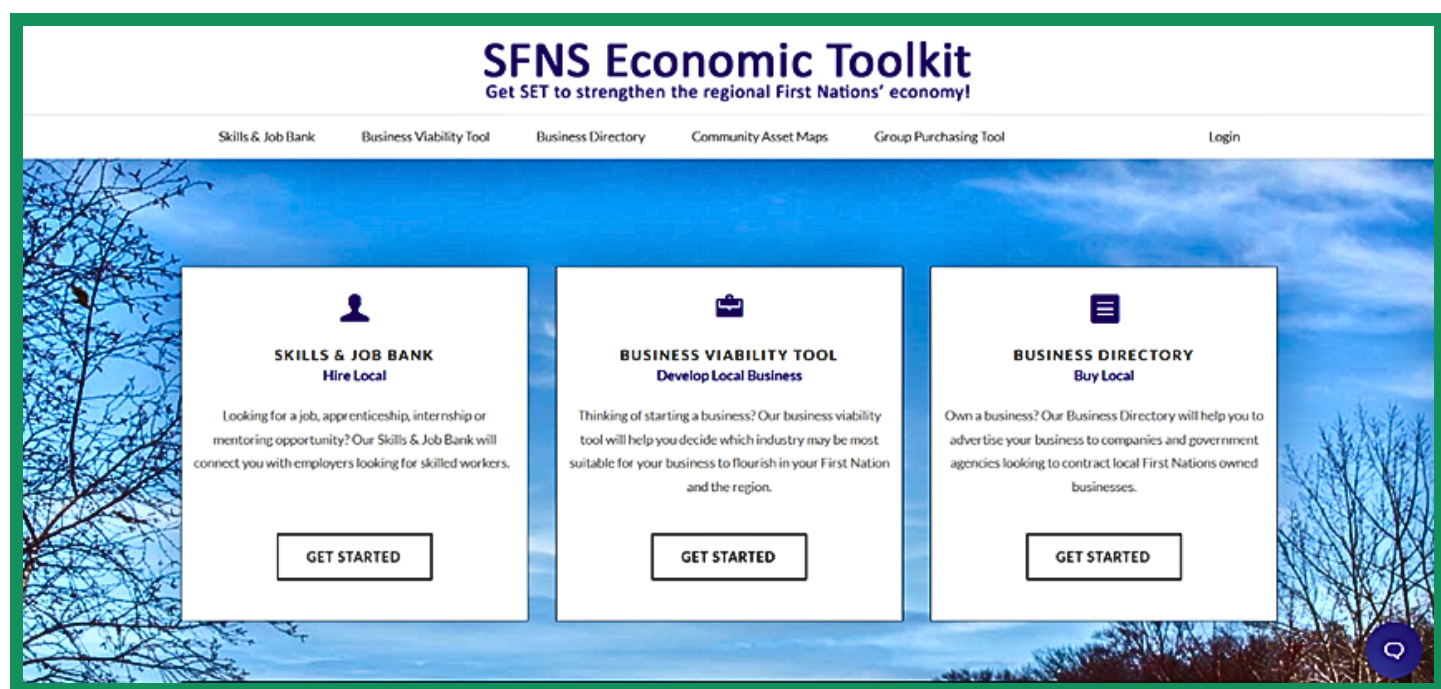 SFNS Economic Toolkit
Get SET to strengthen the regional First Nations' economy!
Skills & Job Bank Business Viability Tool Business Directory Community Asset Maps Group Purchasing Tool Login
SKILLS & JOB BANK
Hire Local
Looking for a job, apprenticeship, internship or
mentoring opportunity? Our Skills & Job Bank will
connect you with employers looking for skilled workers.
GET STARTED
BUSINESS VIABILITY TOOL
Develop Local Business
Thinking of starting a business? Our business viability
tool will help you decide which industry may be most
suitable for your business to flourish in your First Nation
and the region.
GET STARTED
BUSINESS DIRECTORY
Buy Local
Own a business? Our Business Directory will help you to
advertise your business to companies and government
agencies looking to contract local First Nations owned
businesses.
GET STARTED